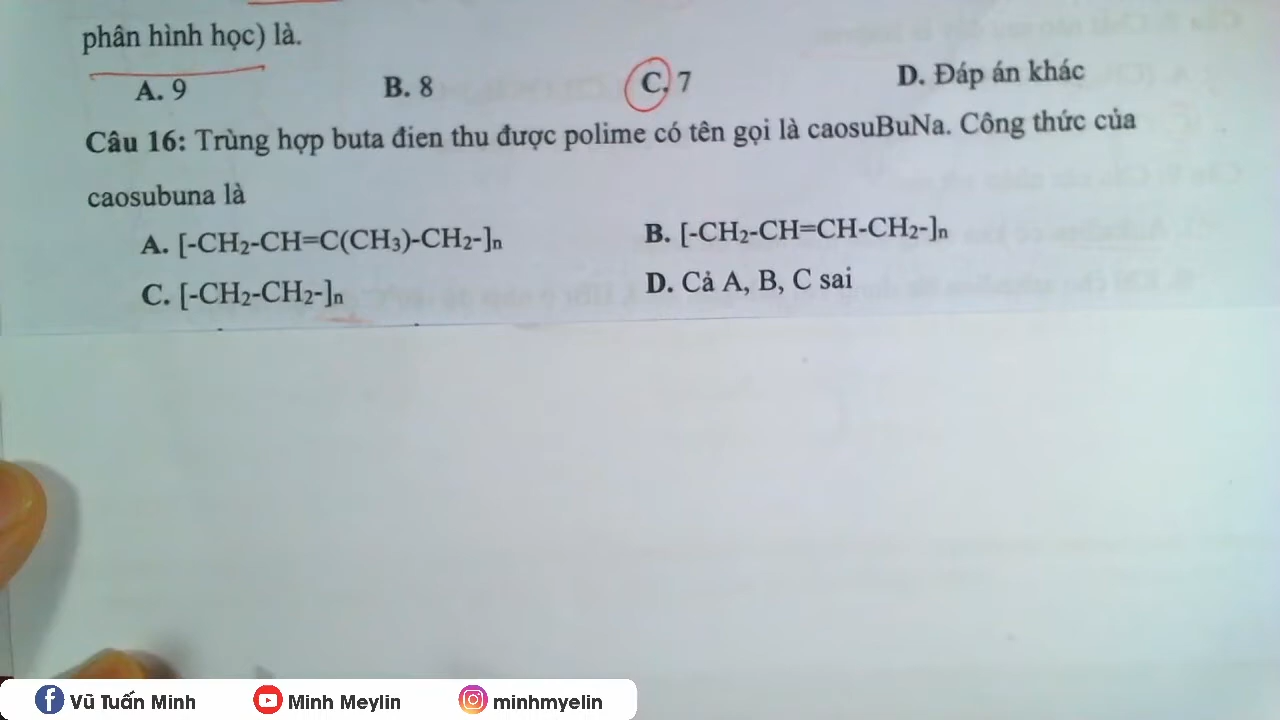 phân hình học) là.
A. 9 B. 8 C. 7 D. Đáp án khác
Câu 16: Trùng hợp buta đien thu được polime có tên gọi là caosuBuNa. Công thức của
caosubuna là
A. [-CH₂-CH=C(CH₃)-CH₂-]ₙ B. [-CH₂-CH=CH-CH₂-]ₙ
C. [-CH₂-CH₂-]ₙ D. Cả A, B, C sai
Vũ Tuấn Minh Minh Meylin minhmyelin